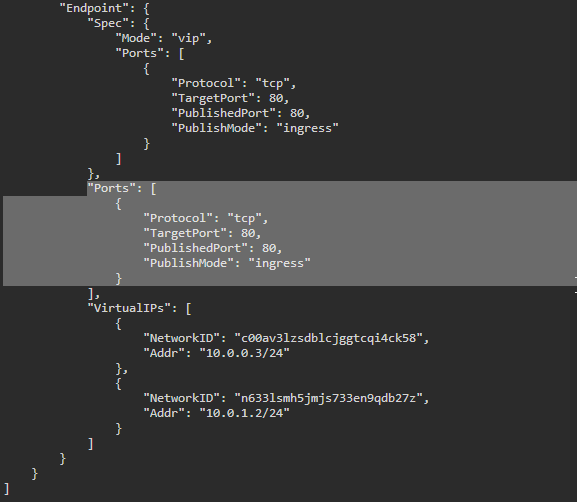 "Endpoint": {
"Spec": {
"Mode": "vip",
"Ports": [
{
"Protocol": "tcp",
"TargetPort": 80,
"PublishedPort": 80,
"PublishMode": "ingress"
}
]
},
"Ports": [
{
"Protocol": "tcp",
"TargetPort": 80,
"PublishedPort": 80,
"PublishMode": "ingress"
}
],
"VirtualIPs": [
{
"NetworkID": "c00av3lzsdblcjggtcqi4ck58",
"Addr": "10.0.0.3/24"
},
{
"NetworkID": "n633lsmh5jmjs733en9qdb27z",
"Addr": "10.0.1.2/24"
}
]
}
}
]